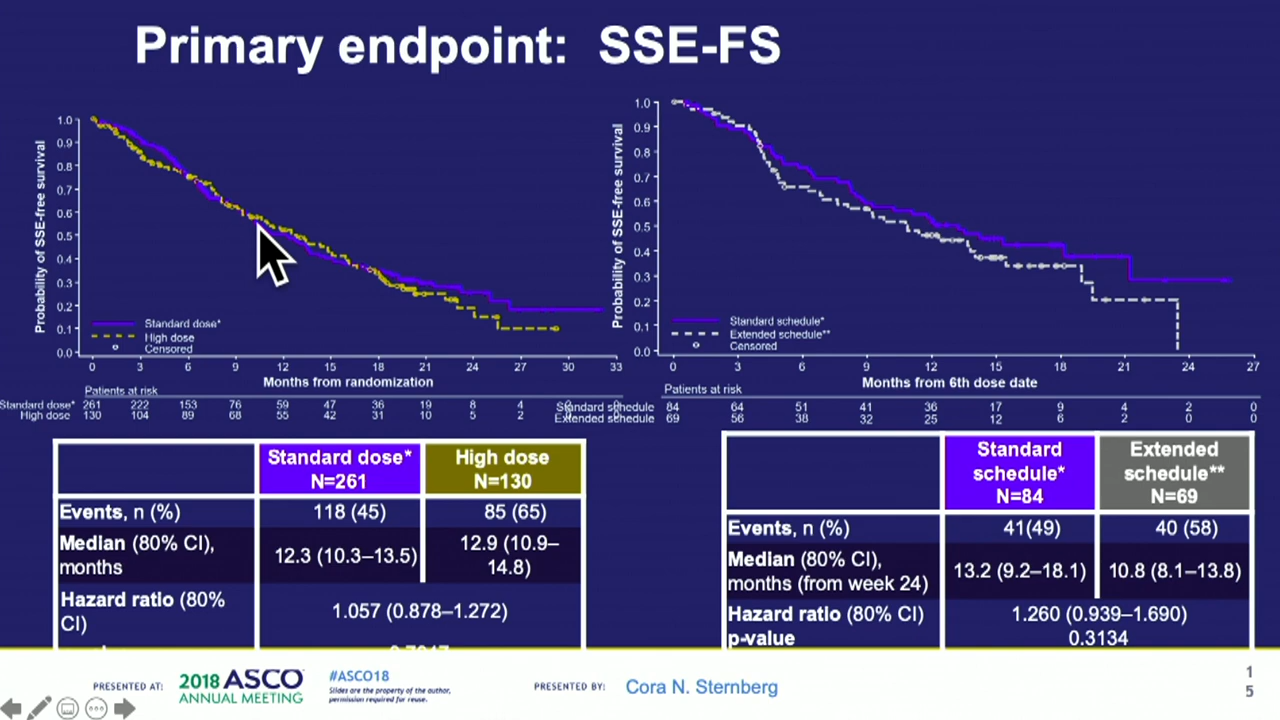 Primary endpoint: SSE-FS
Probability of SSE-free survival
1.0
0.9
0.8
0.7
0.6
0.5
0.4
0.3
0.2
0.1
0.0
Standard dose*
High dose
Censored
0 3 6 9 12 15 18 21 24 27 30 33
Months from randomization
Patients at risk
Standard dose* 261 222 153 76 59 47 36 19 8 4
High dose 130 104 89 68 55 42 31 10 5 2
Probability of SSE-free survival
1.0
0.9
0.8
0.7
0.6
0.5
0.4
0.3
0.2
0.1
0.0
Standard schedule*
Extended schedule**
Censored
0 3 6 9 12 15 18 21 24 27
Months from 6th dose date
Patients at risk
Standard schedule 84 64 51 41 36 17 9 4 2 0
Extended schedule 69 56 38 32 25 12 6 2 0 0
Standard dose* N=261
High dose N=130
Events, n (%) 118 (45) 85 (65)
Median (80% CI), months 12.3 (10.3–13.5) 12.9 (10.9–14.8)
Hazard ratio (80% CI) 1.057 (0.878–1.272)
Standard schedule* N=84
Extended schedule** N=69
Events, n (%) 41(49) 40 (58)
Median (80% CI), months (from week 24) 13.2 (9.2–18.1) 10.8 (8.1–13.8)
Hazard ratio (80% CI) 1.260 (0.939–1.690)
p-value 0.3134
PRESENTED AT:
2018 ASCO
ANNUAL MEETING
#ASCO18
Slides are the property of the author,
permission required for reuse.
PRESENTED BY: Cora N. Sternberg
1
5